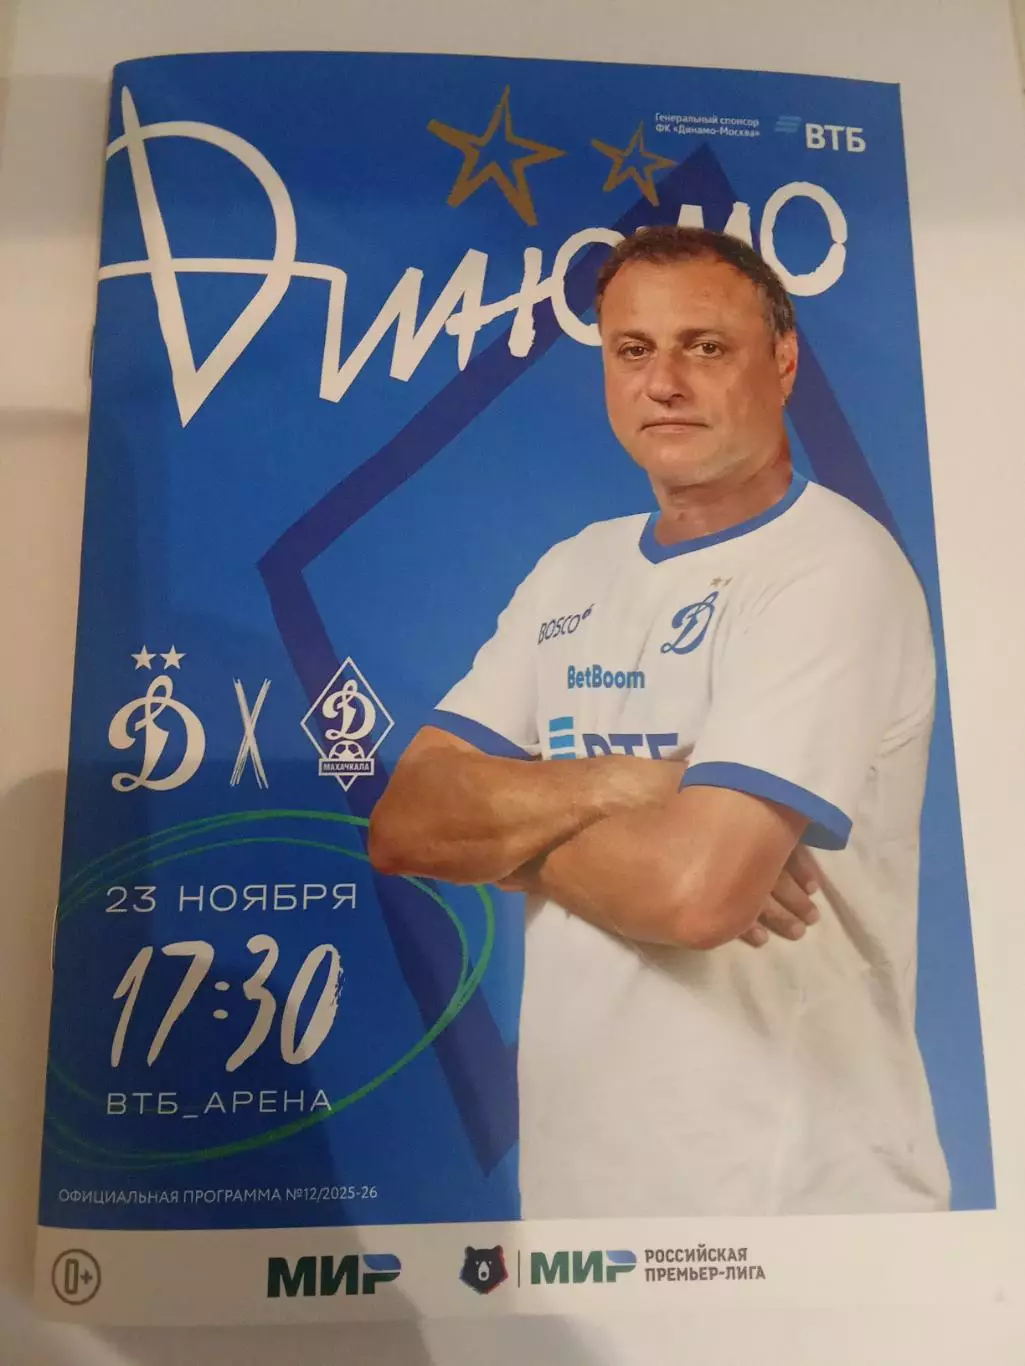 Генеральный спонсор
ФК «Динамо-Москва»
ВТБ
Динамо
BOSCO
BetBoom
ВТБ
Д X Д
МАХАЧКАЛА
23 НОЯБРЯ
17:30
ВТБ_АРЕНА
ОФИЦИАЛЬНАЯ ПРОГРАММА №12/2025-26
0+
МИР
МИР
РОССИЙСКАЯ
ПРЕМЬЕР-ЛИГА